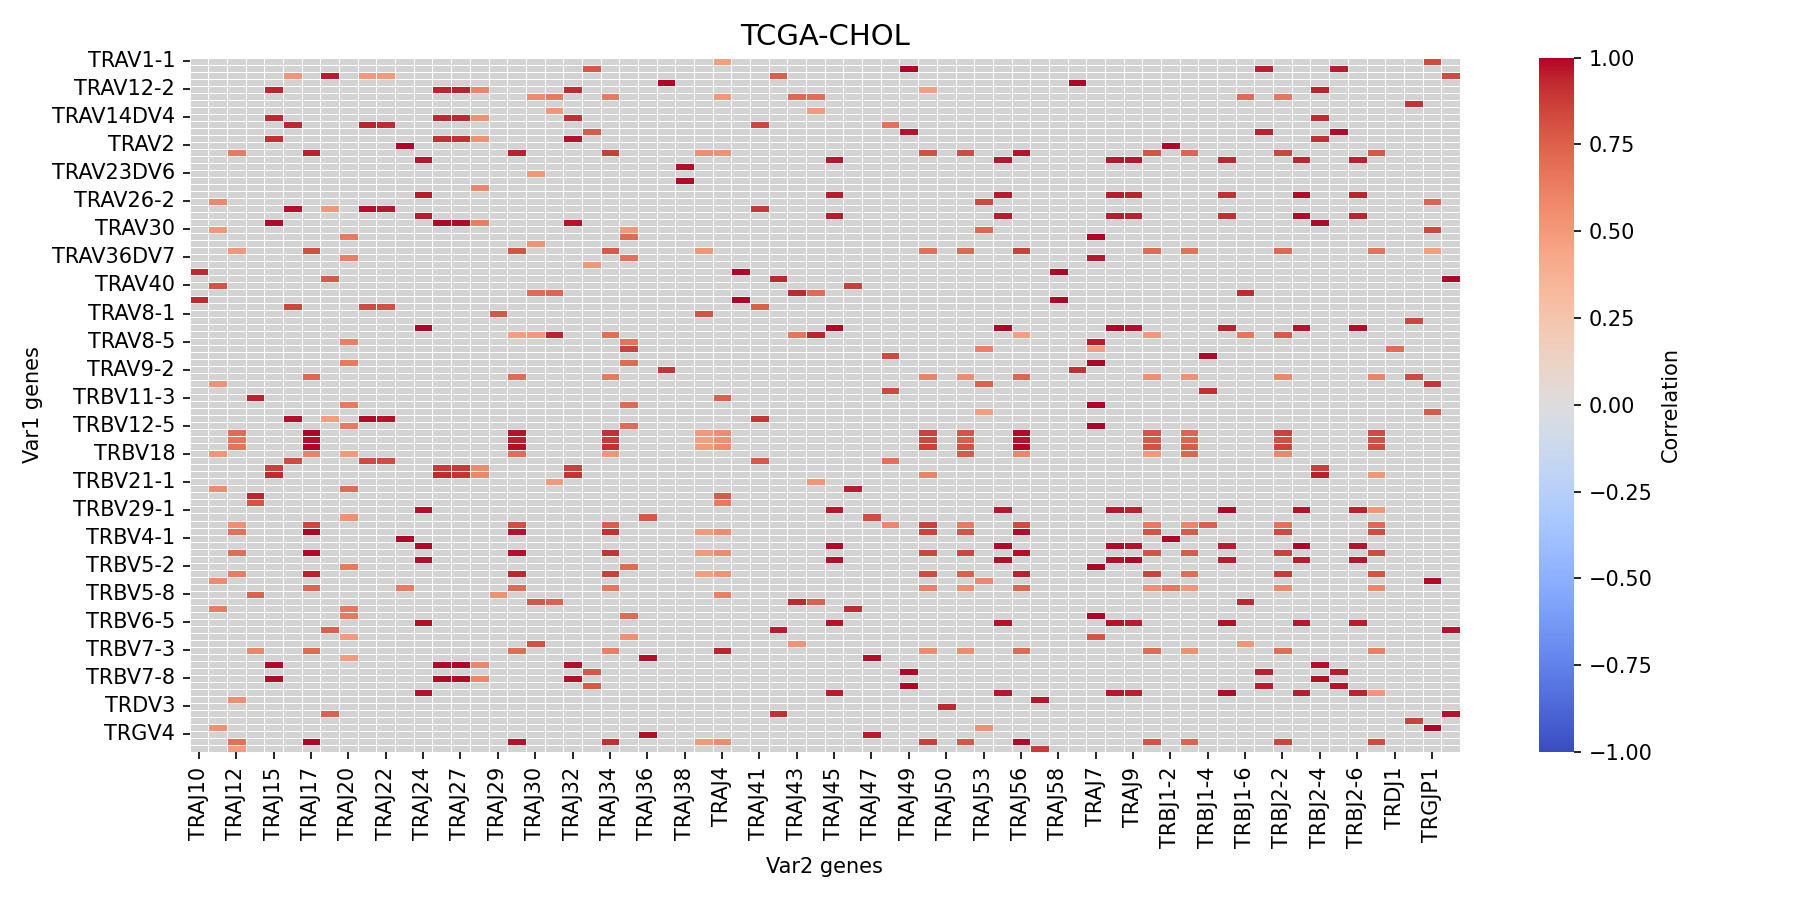 TCGA-CHOL
Var1 genes
TRAV1-1
TRAV12-2
TRAV14DV4
TRAV2
TRAV23DV6
TRAV26-2
TRAV30
TRAV36DV7
TRAV40
TRAV8-1
TRAV8-5
TRAV9-2
TRBV11-3
TRBV12-5
TRBV18
TRBV21-1
TRBV29-1
TRBV4-1
TRBV5-2
TRBV5-8
TRBV6-5
TRBV7-3
TRBV7-8
TRDV3
TRGV4
TRAJ10 TRAJ12 TRAJ15 TRAJ17 TRAJ20 TRAJ22 TRAJ24 TRAJ27 TRAJ29 TRAJ30 TRAJ32 TRAJ34 TRAJ36 TRAJ38 TRAJ4 TRAJ41 TRAJ43 TRAJ45 TRAJ47 TRAJ49 TRAJ50 TRAJ53 TRAJ56 TRAJ58 TRAJ7 TRAJ9 TRBJ1-2 TRBJ1-4 TRBJ1-6 TRBJ2-2 TRBJ2-4 TRBJ2-6 TRDJ1 TRGJP1
Var2 genes
1.00
0.75
0.50
0.25
0.00
−0.25
−0.50
−0.75
−1.00
Correlation